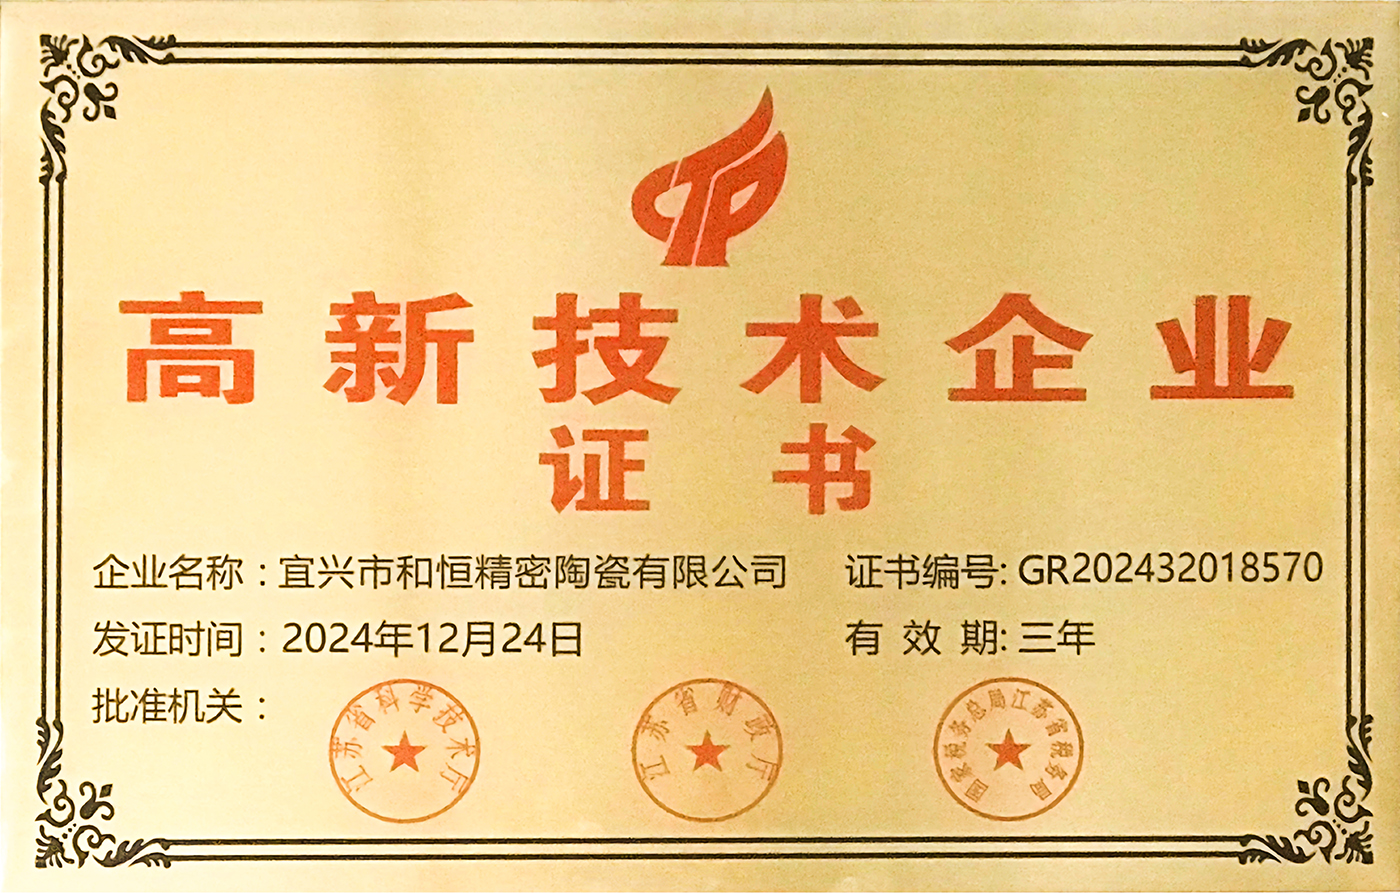 高新技术企业
证书
企业名称：宜兴市和恒精密陶瓷有限公司
证书编号: GR202432018570
发证时间：2024年12月24日
有效期: 三年
批准机关：
江苏省科学技术厅
江苏省财政厅
国家税务总局江苏省税务局